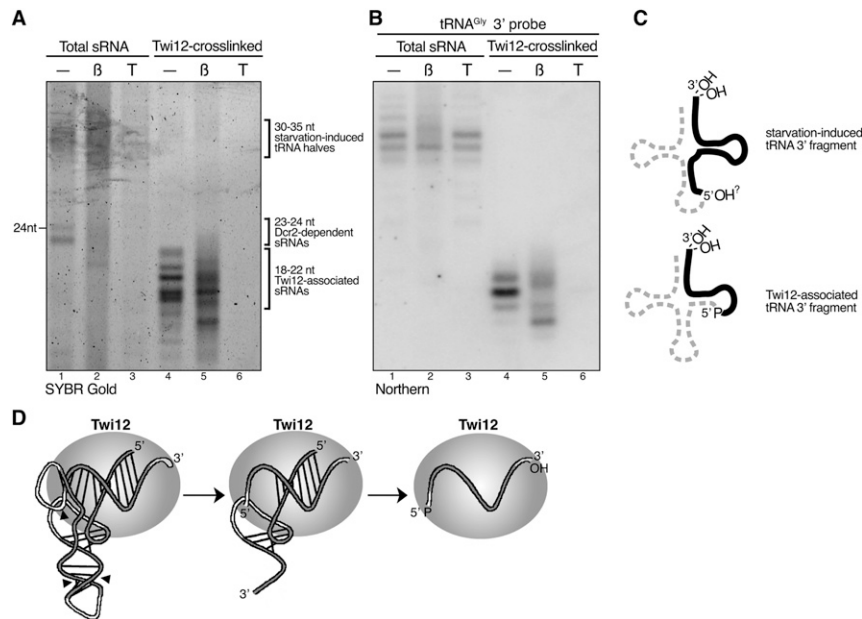 A
Total sRNA Twi12-crosslinked
— ß T — ß T
30-35 nt
starvation-induced
tRNA halves
24nt
23-24 nt
Dcr2-dependent
sRNAs
18-22 nt
Twi12-associated
sRNAs
1 2 3 4 5 6
SYBR Gold
B
tRNAGly 3’ probe
Total sRNA Twi12-crosslinked
— ß T — ß T
1 2 3 4 5 6
Northern
C
3’ OH
OH
starvation-induced
tRNA 3’ fragment
5’OH?
3’ OH
OH
Twi12-associated
tRNA 3’ fragment
5’P
D
Twi12 Twi12 Twi12
5’ 3’ 5’ 3’ 3’
OH
5’ 5’ P
3’